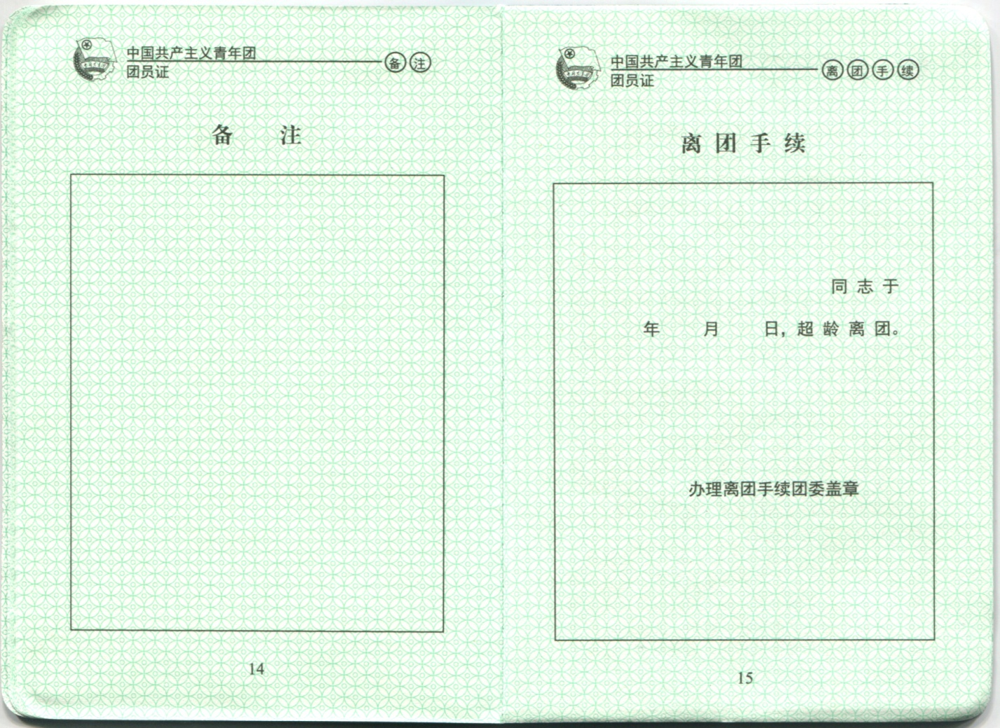 中国共产主义青年团
团员证
备注
备 注
14
中国共产主义青年团
团员证
离团手续
离团手续
同志于
年 月 日，超龄离团。
办理离团手续团委盖章
15